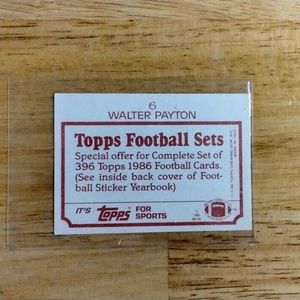 6
WALTER PAYTON
Topps Football Sets
Special offer for Complete Set of
396 Topps 1986 Football Cards.
(See inside back cover of Foot-
ball Sticker Yearbook)
IT'S Topps FOR
SPORTS